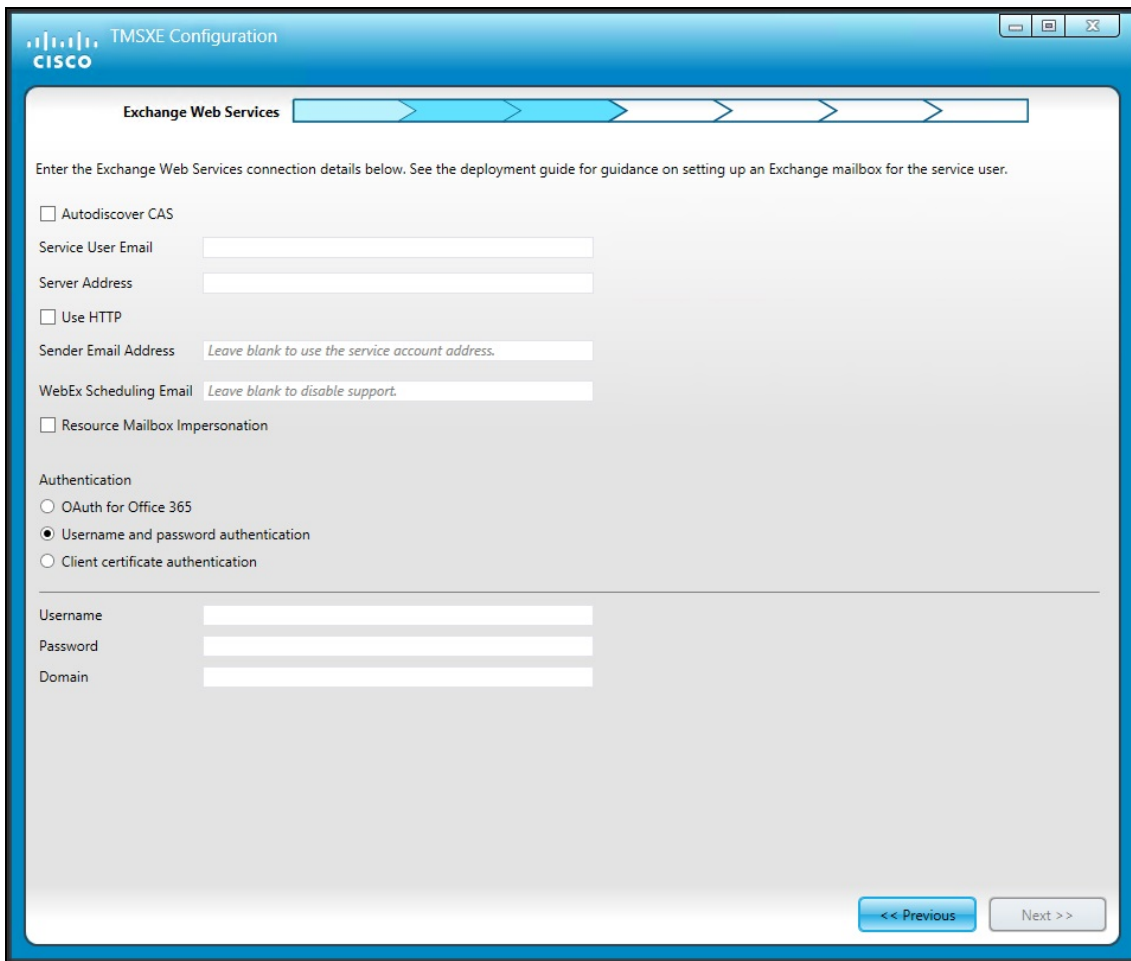 TMSXE Configuration
CISCO
Exchange Web Services
Enter the Exchange Web Services connection details below. See the deployment guide for guidance on setting up an Exchange mailbox for the service user.
Autodiscover CAS
Service User Email
Server Address
Use HTTP
Sender Email Address Leave blank to use the service account address.
WebEx Scheduling Email Leave blank to disable support.
Resource Mailbox Impersonation
Authentication
OAuth for Office 365
Username and password authentication
Client certificate authentication
Username
Password
Domain
<< Previous Next >>